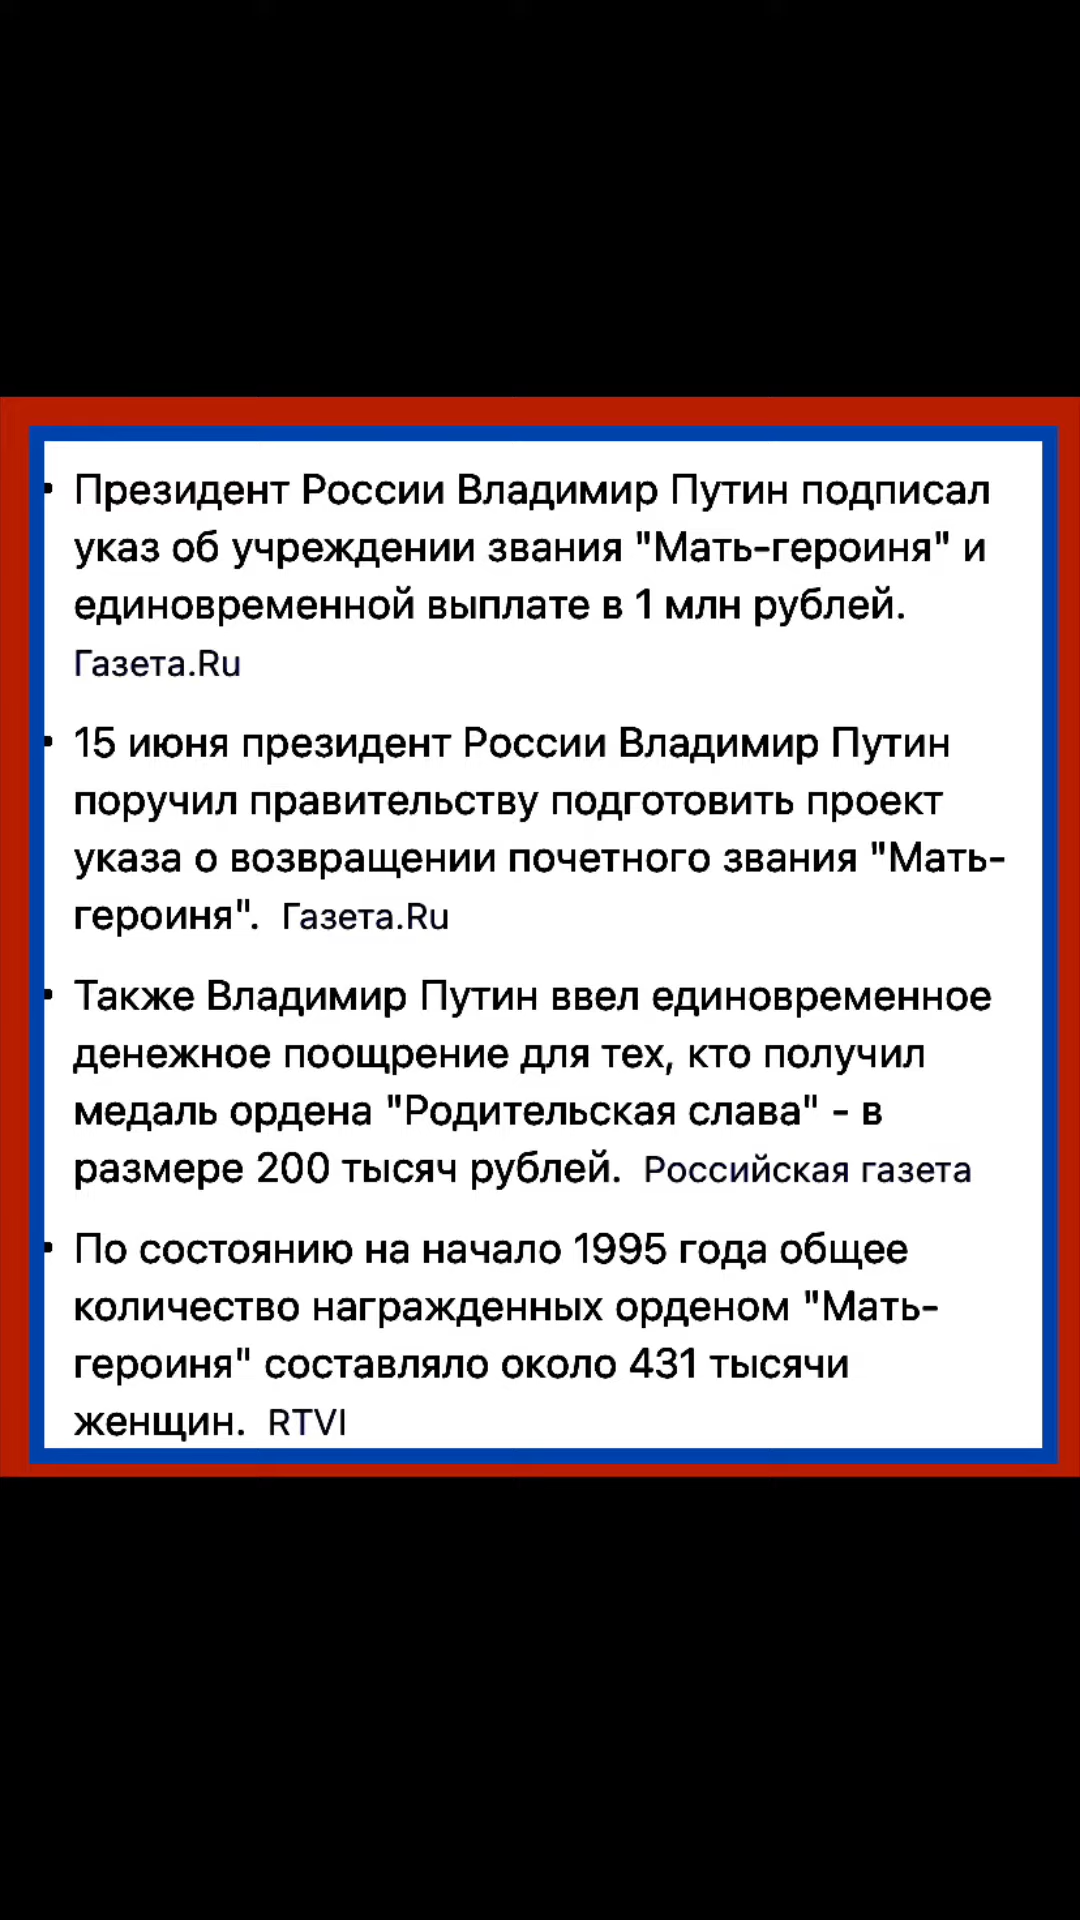 • Президент России Владимир Путин подписал
указ об учреждении звания "Мать-героиня" и
единовременной выплате в 1 млн рублей.
Газета.Ru
• 15 июня президент России Владимир Путин
поручил правительству подготовить проект
указа о возвращении почетного звания "Мать-
героиня". Газета.Ru
• Также Владимир Путин ввел единовременное
денежное поощрение для тех, кто получил
медаль ордена "Родительская слава" - в
размере 200 тысяч рублей. Российская газета
• По состоянию на начало 1995 года общее
количество награжденных орденом "Мать-
героиня" составляло около 431 тысячи
женщин. RTVI